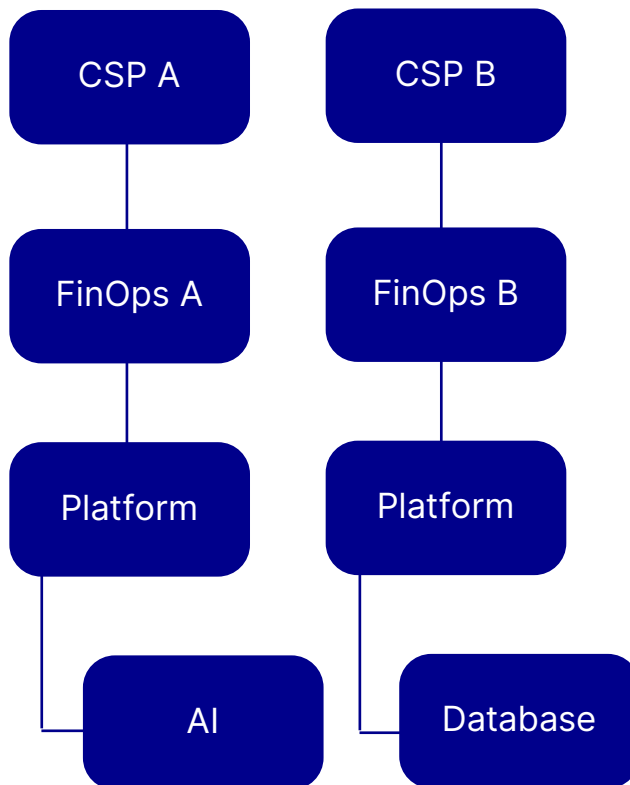 CSP A
CSP B
FinOps A
FinOps B
Platform
Platform
AI
Database